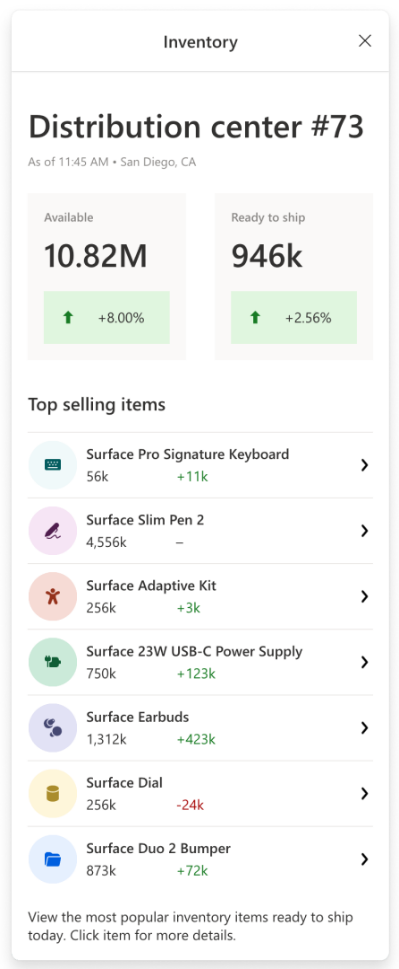 Inventory
Distribution center #73
As of 11:45 AM • San Diego, CA
Available
10.82M
+8.00%
Ready to ship
946k
+2.56%
Top selling items
Surface Pro Signature Keyboard
56k +11k
Surface Slim Pen 2
4,556k –
Surface Adaptive Kit
256k +3k
Surface 23W USB-C Power Supply
750k +123k
Surface Earbuds
1,312k +423k
Surface Dial
256k -24k
Surface Duo 2 Bumper
873k +72k
View the most popular inventory items ready to ship
today. Click item for more details.